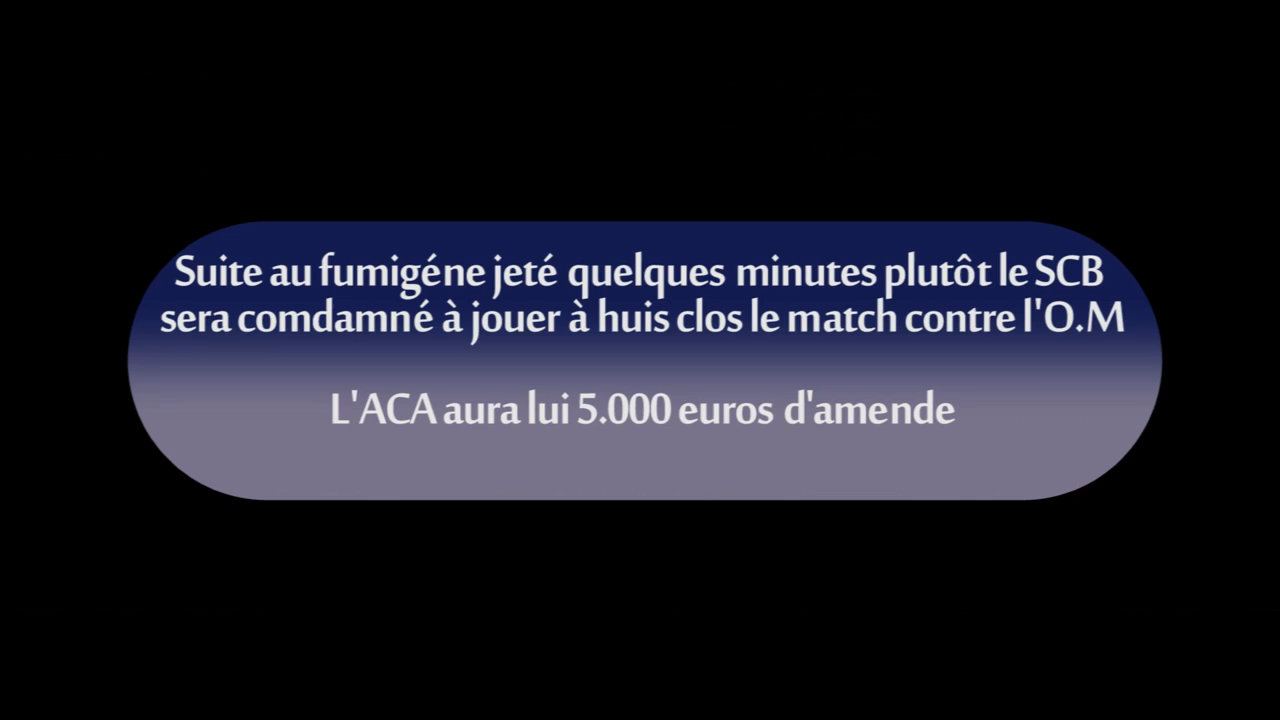 Suite au fumigéne jeté quelques minutes plutôt le SCB
sera comdamné à jouer à huis clos le match contre l'O.M
L'ACA aura lui 5.000 euros d'amende